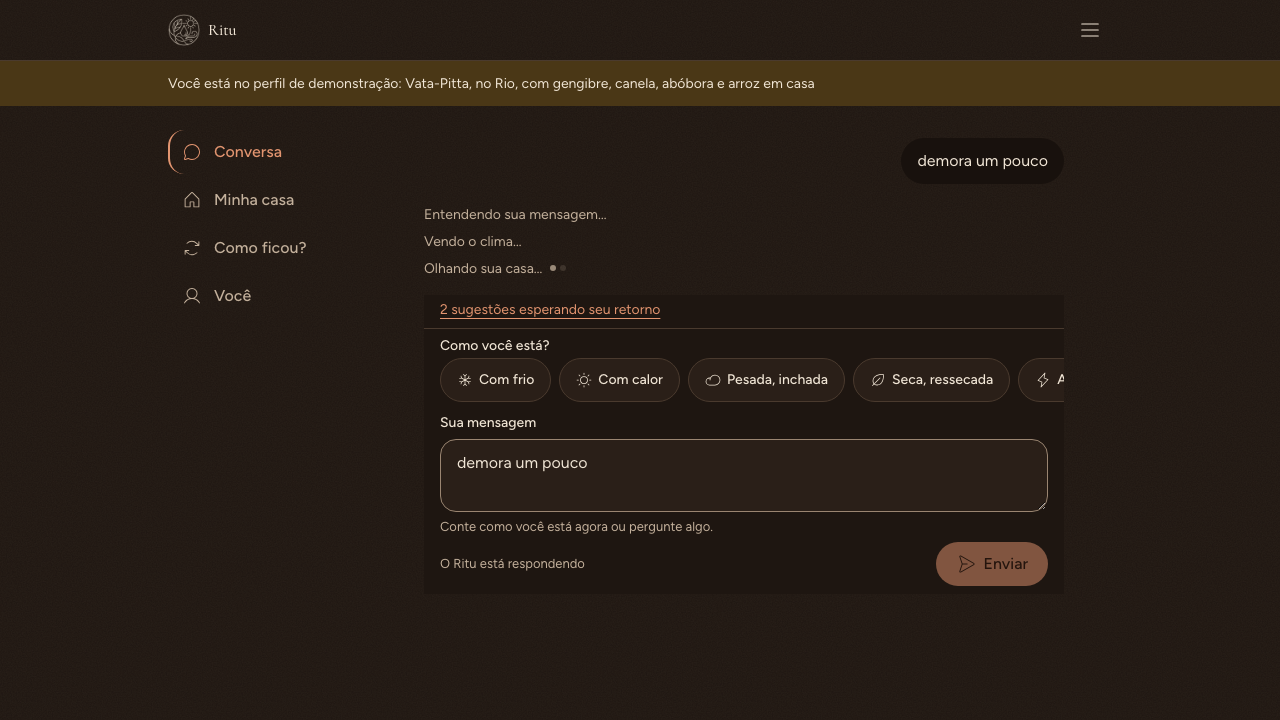 Ritu
Você está no perfil de demonstração: Vata-Pitta, no Rio, com gengibre, canela, abóbora e arroz em casa
Conversa
Minha casa
Como ficou?
Você
demora um pouco
Entendendo sua mensagem...
Vendo o clima...
Olhando sua casa...
2 sugestões esperando seu retorno
Como você está?
Com frio
Com calor
Pesada, inchada
Seca, ressecada
Sua mensagem
demora um pouco
Conte como você está agora ou pergunte algo.
O Ritu está respondendo
Enviar